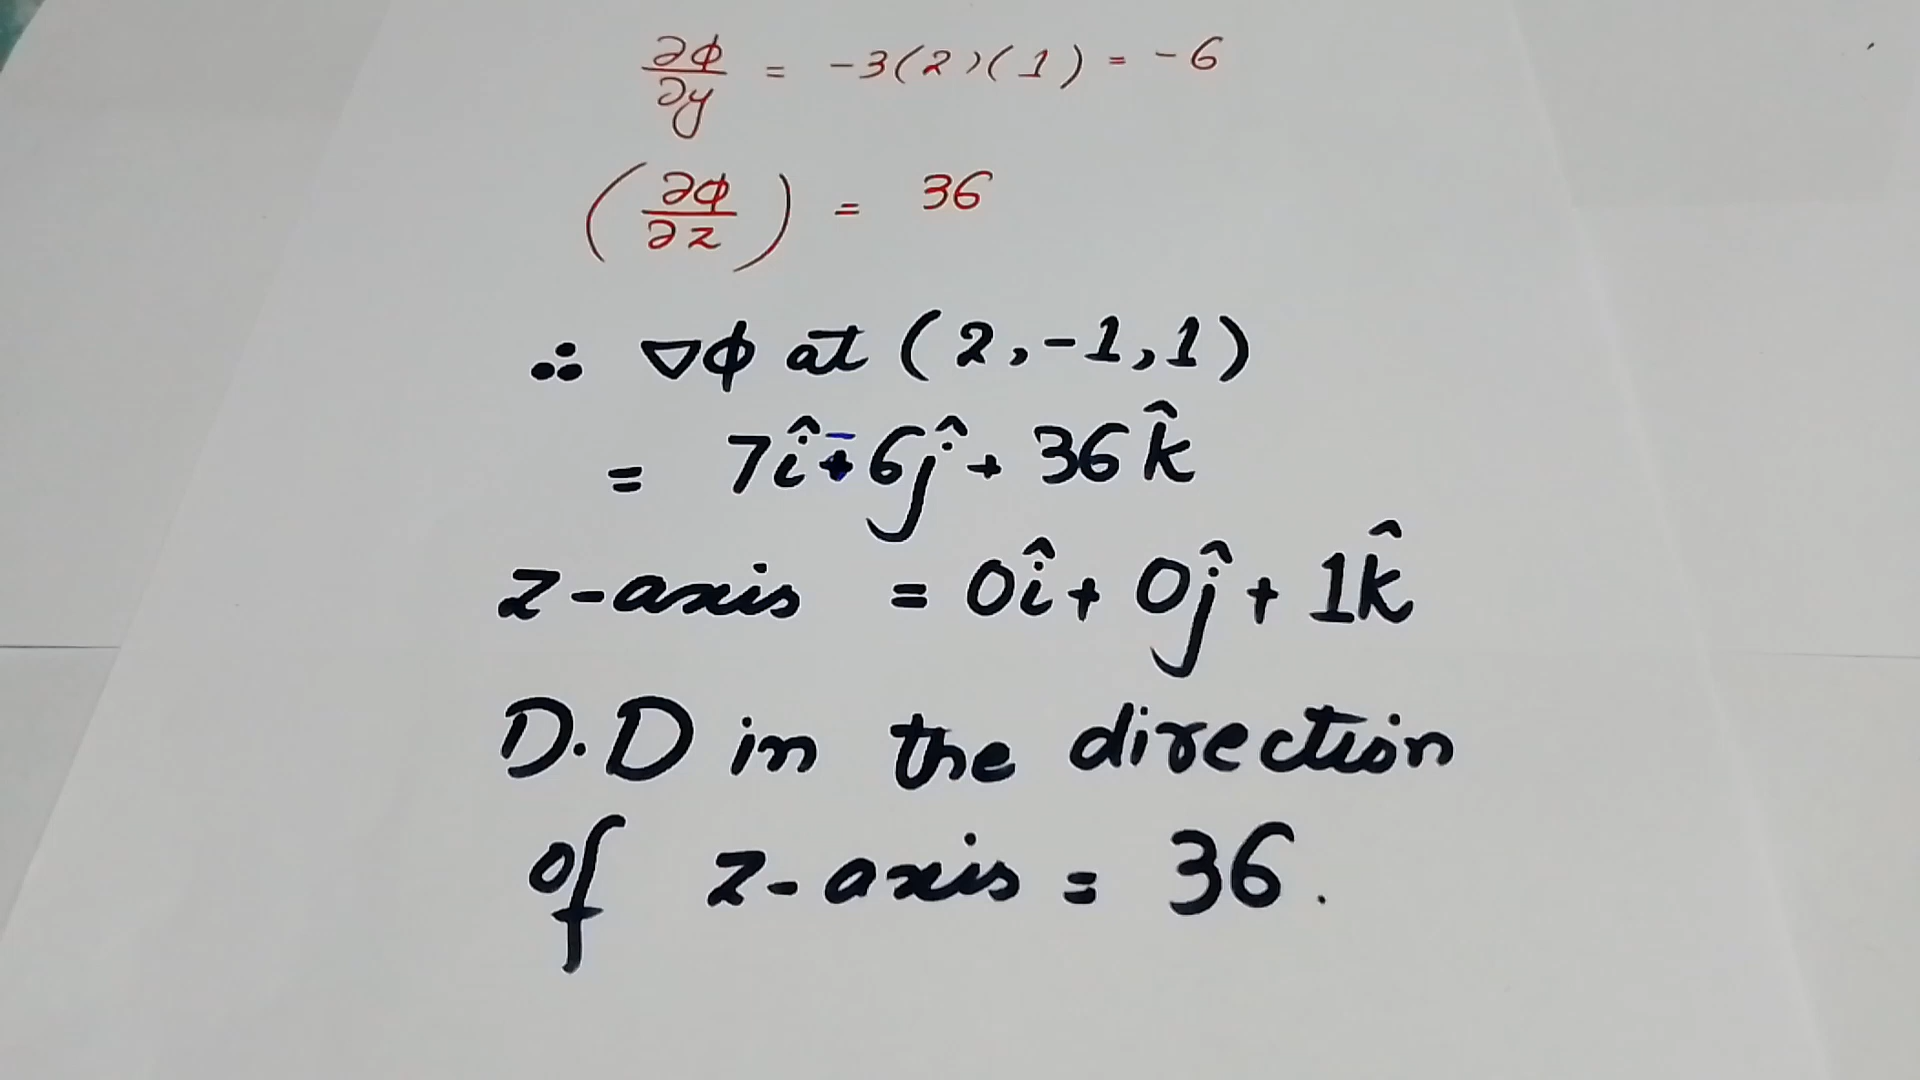 ∂ϕ/∂y = -3(2)(1) = -6
(∂ϕ/∂z) = 36
∴ ∇ϕ at (2,-1,1)
= 7î - 6ĵ + 36k̂
z-axis = 0î + 0ĵ + 1k̂
D.D in the direction
of z-axis = 36.